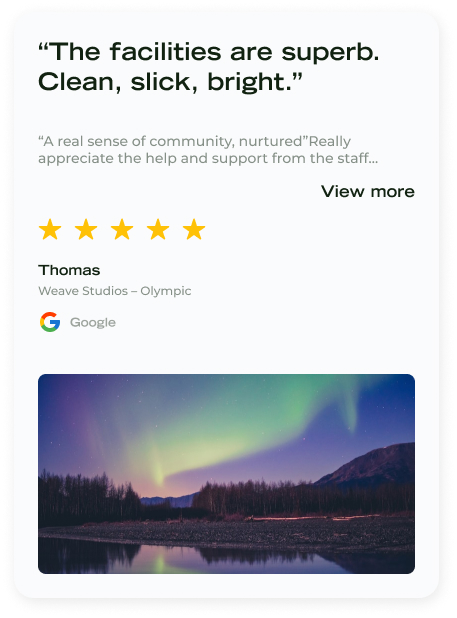 “The facilities are superb.
Clean, slick, bright.”
“A real sense of community, nurtured”Really
appreciate the help and support from the staff...
View more
Thomas
Weave Studios – Olympic
Google